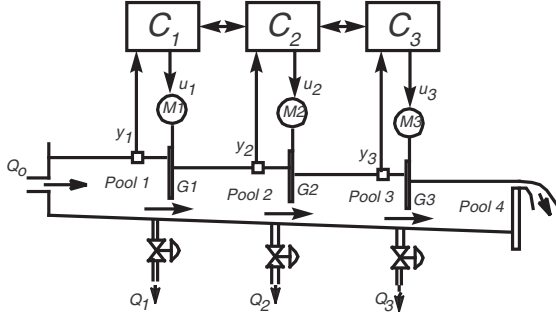 C1 C2 C3
u1 u2 u3
M1 M2 M3
y1 y2 y3
Qo Pool 1 G1 Pool 2 G2 Pool 3 G3 Pool 4
Q1 Q2 Q3